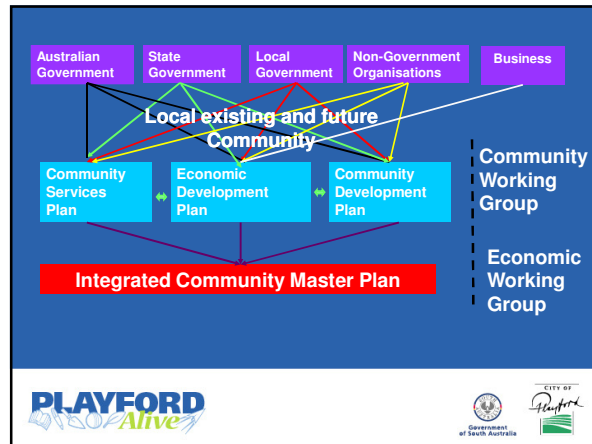 Australian
Government
State
Government
Local
Government
Non-Government
Organisations
Business
Local existing and future
Community
Community
Services
Plan
Economic
Development
Plan
Community
Development
Plan
Community
Working
Group
Integrated Community Master Plan
Economic
Working
Group
PLAYFORD
Alive
Government
of South Australia
CITY OF
Playford